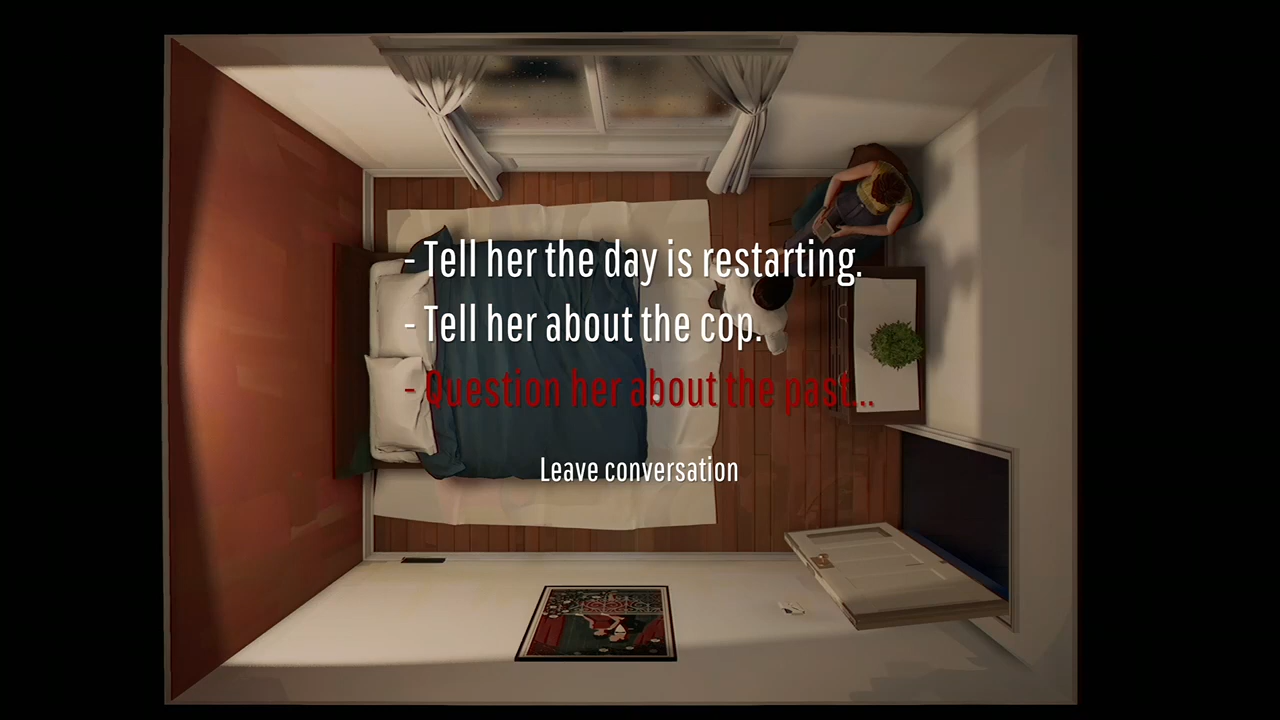 - Tell her the day is restarting.
- Tell her about the cop.
- Question her about the past...
Leave conversation